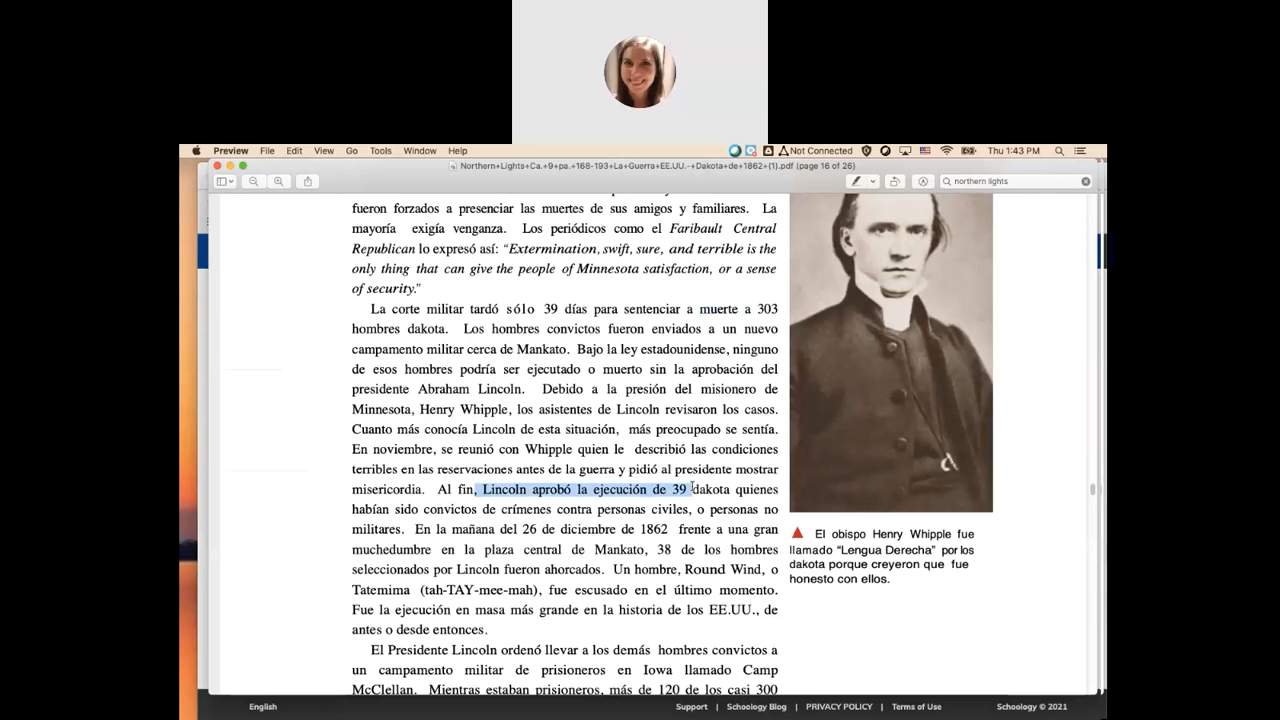 Preview File Edit View Go Tools Window Help
Not Connected Thu 1:43 PM
Northern+Lights+Ca.+9+pa.+168-193+La+Guerra+EE.UU.-+Dakota+de+1862+(1).pdf (page 16 of 26)
northern lights
fueron forzados a presenciar las muertes de sus amigos y familiares. La
mayoría exigía venganza. Los periódicos como el Faribault Central
Republican lo expresó así: “Extermination, swift, sure, and terrible is the
only thing that can give the people of Minnesota satisfaction, or a sense
of security.”
La corte militar tardó sólo 39 días para sentenciar a muerte a 303
hombres dakota. Los hombres convictos fueron enviados a un nuevo
campamento militar cerca de Mankato. Bajo la ley estadounidense, ninguno
de esos hombres podría ser ejecutado o muerto sin la aprobación del
presidente Abraham Lincoln. Debido a la presión del misionero de
Minnesota, Henry Whipple, los asistentes de Lincoln revisaron los casos.
Cuanto más conocía Lincoln de esta situación, más preocupado se sentía.
En noviembre, se reunió con Whipple quien le describió las condiciones
terribles en las reservaciones antes de la guerra y pidió al presidente mostrar
misericordia. Al fin, Lincoln aprobó la ejecución de 39 dakota quienes
habían sido convictos de crímenes contra personas civiles, o personas no
militares. En la mañana del 26 de diciembre de 1862 frente a una gran
muchedumbre en la plaza central de Mankato, 38 de los hombres
seleccionados por Lincoln fueron ahorcados. Un hombre, Round Wind, o
Tatemima (tah-TAY-mee-mah), fue escusado en el último momento.
Fue la ejecución en masa más grande en la historia de los EE.UU., de
antes o desde entonces.
El Presidente Lincoln ordenó llevar a los demás hombres convictos a
un campamento militar de prisioneros en Iowa llamado Camp
McClellan. Mientras estaban prisioneros, más de 120 de los casi 300
El obispo Henry Whipple fue
llamado “Lengua Derecha” por los
dakota porque creyeron que fue
honesto con ellos.
English Support | Schoology Blog | PRIVACY POLICY | Terms of Use Schoology © 2021